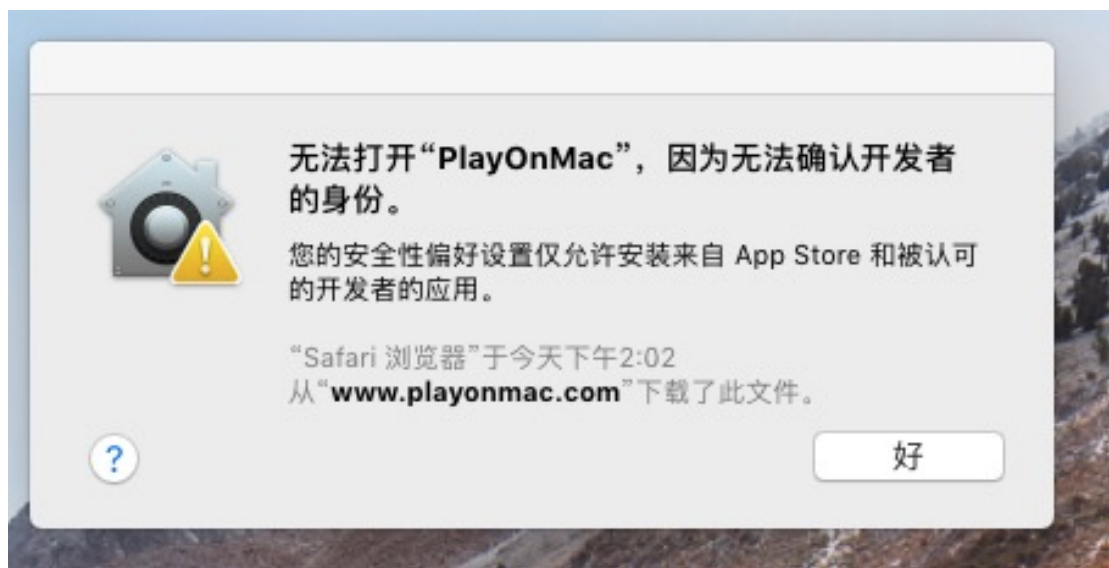 无法打开“PlayOnMac”，因为无法确认开发者
的身份。
您的安全性偏好设置仅允许安装来自 App Store 和被认可
的开发者的应用。
“Safari 浏览器”于今天下午2:02
从“www.playonmac.com”下载了此文件。
?
好